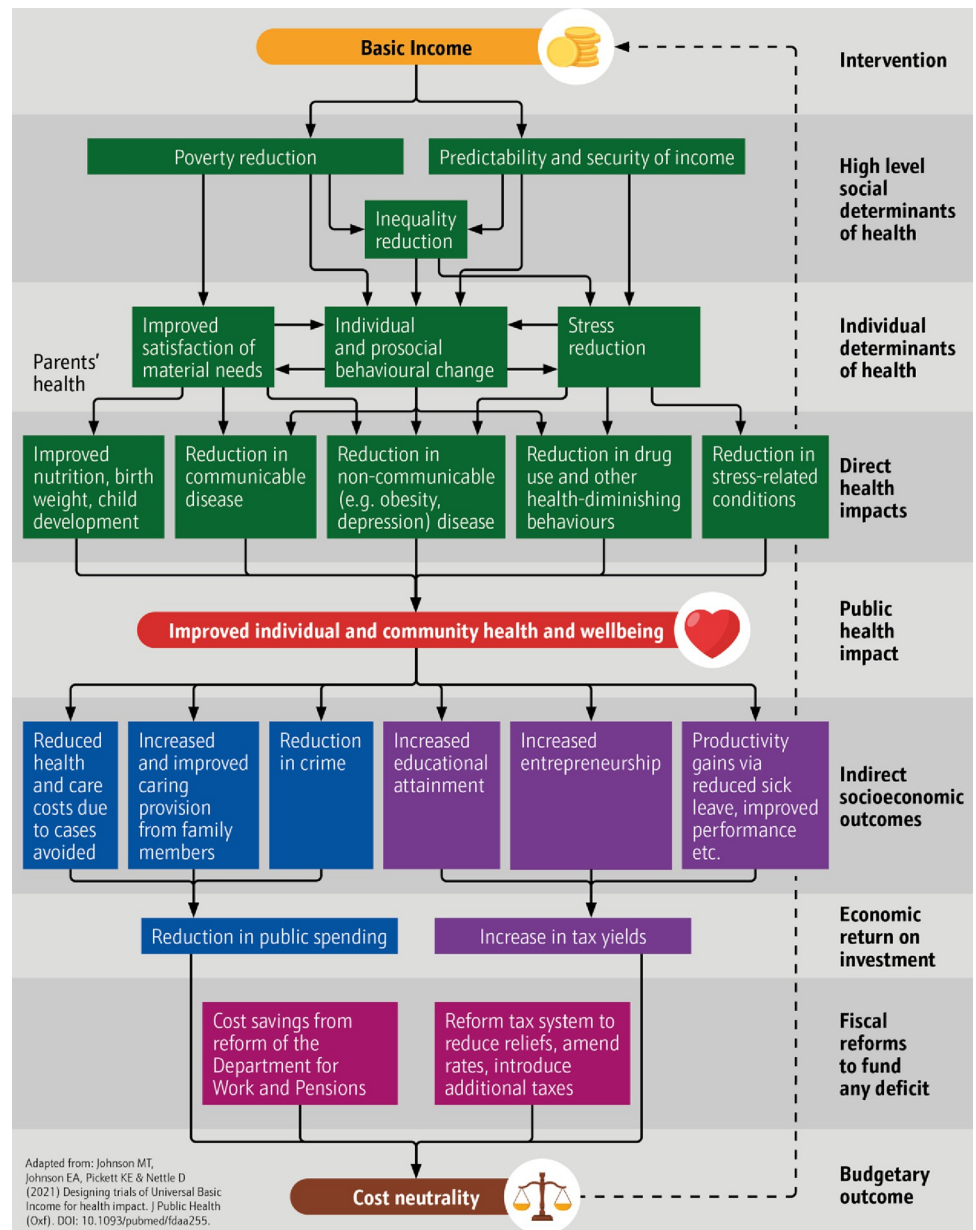 Basic Income
Intervention
Poverty reduction
Predictability and security of income
High level
social
determinants
of health
Inequality
reduction
Improved
satisfaction of
material needs
Individual
and prosocial
behavioural change
Stress
reduction
Individual
determinants
of health
Parents’
health
Improved
nutrition, birth
weight, child
development
Reduction in
communicable
disease
Reduction in
non-communicable
(e.g. obesity,
depression) disease
Reduction in drug
use and other
health-diminishing
behaviours
Reduction in
stress-related
conditions
Direct
health
impacts
Improved individual and community health and wellbeing
Public
health
impact
Reduced
health
and care
costs due
to cases
avoided
Increased
and improved
caring
provision
from family
members
Reduction
in crime
Increased
educational
attainment
Increased
entrepreneurship
Productivity
gains via
reduced sick
leave, improved
performance
etc.
Indirect
socioeconomic
outcomes
Reduction in public spending
Increase in tax yields
Economic
return on
investment
Cost savings from
reform of the
Department for
Work and Pensions
Reform tax system to
reduce reliefs, amend
rates, introduce
additional taxes
Fiscal
reforms
to fund
any deficit
Adapted from: Johnson MT,
Johnson EA, Pickett KE & Nettle D
(2021) Designing trials of Universal Basic
Income for health impact. J Public Health
(Oxf). DOI: 10.1093/pubmed/fdaa255.
Cost neutrality
Budgetary
outcome